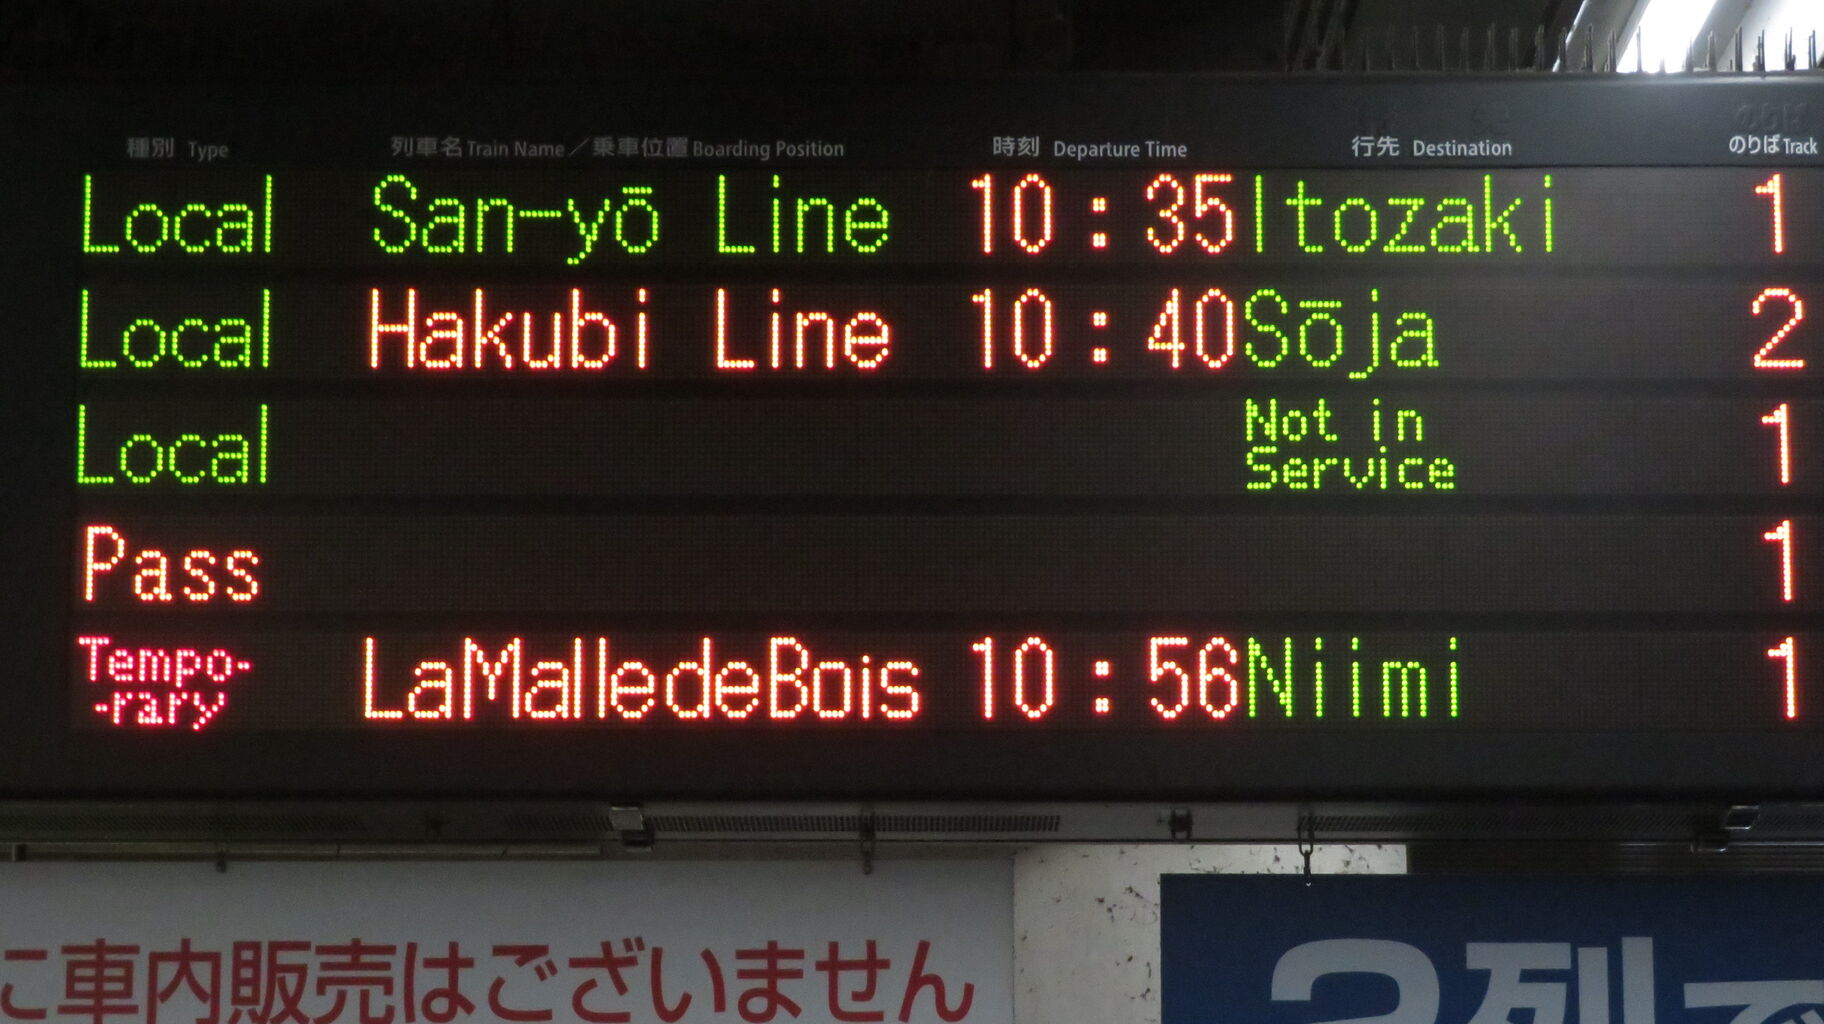 種別 Type 列車名 Train Name／乗車位置 Boarding Position 時刻 Departure Time 行先 Destination のりば Track
Local San-yō Line 10:35 Itozaki 1
Local Hakubi Line 10:40 Sōja 2
Local Not in Service 1
Pass 1
Tempo-
-rary LaMalledeBois 10:56 Niimi 1
に車内販売はございません
2列で